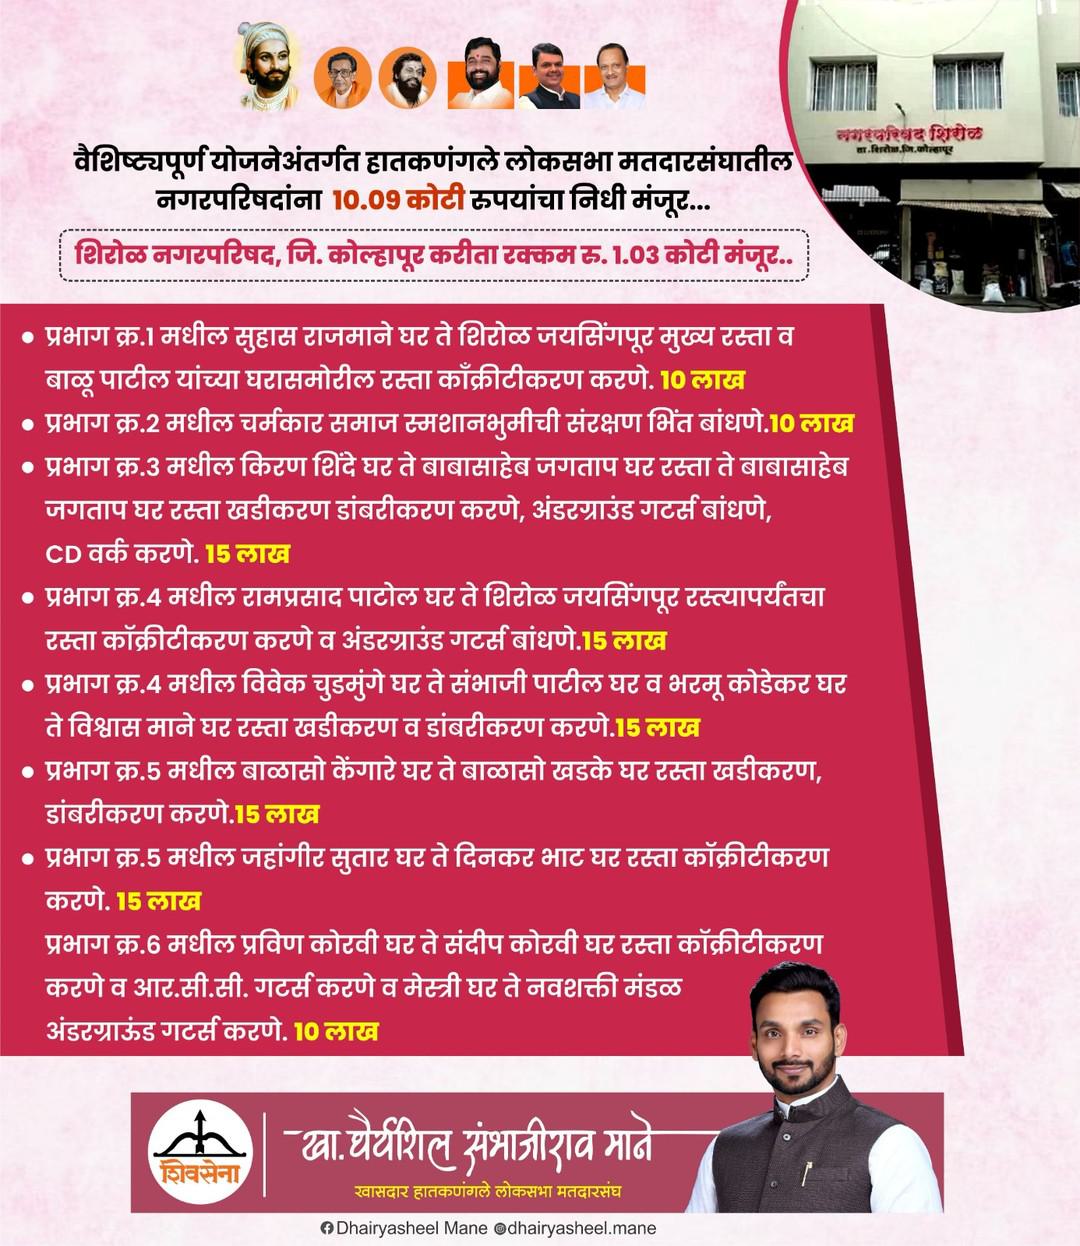 नगरपरिषद शिरोळ
ता.शिरोळ,जि.कोल्हापूर
वैशिष्ट्यपूर्ण योजनेअंतर्गत हातकणंगले लोकसभा मतदारसंघातील
नगरपरिषदांना 10.09 कोटी रुपयांचा निधी मंजूर...
शिरोळ नगरपरिषद, जि. कोल्हापूर करीता रक्कम रु. 1.03 कोटी मंजूर..
● प्रभाग क्र.1 मधील सुहास राजमाने घर ते शिरोळ जयसिंगपूर मुख्य रस्ता व
बाळू पाटील यांच्या घरासमोरील रस्ता काँक्रीटीकरण करणे. 10 लाख
● प्रभाग क्र.2 मधील चर्मकार समाज स्मशानभुमीची संरक्षण भिंत बांधणे.10 लाख
● प्रभाग क्र.3 मधील किरण शिंदे घर ते बाबासाहेब जगताप घर रस्ता ते बाबासाहेब
जगताप घर रस्ता खडीकरण डांबरीकरण करणे, अंडरग्राउंड गटर्स बांधणे,
CD वर्क करणे. 15 लाख
● प्रभाग क्र.4 मधील रामप्रसाद पाटोल घर ते शिरोळ जयसिंगपूर रस्त्यापर्यंतचा
रस्ता कॉक्रीटीकरण करणे व अंडरग्राउंड गटर्स बांधणे.15 लाख
● प्रभाग क्र.4 मधील विवेक चुडमुंगे घर ते संभाजी पाटील घर व भरमू कोडेकर घर
ते विश्वास माने घर रस्ता खडीकरण व डांबरीकरण करणे.15 लाख
● प्रभाग क्र.5 मधील बाळासो केंगारे घर ते बाळासो खडके घर रस्ता खडीकरण,
डांबरीकरण करणे.15 लाख
● प्रभाग क्र.5 मधील जहांगीर सुतार घर ते दिनकर भाट घर रस्ता कॉक्रीटीकरण
करणे. 15 लाख
प्रभाग क्र.6 मधील प्रविण कोरवी घर ते संदीप कोरवी घर रस्ता कॉक्रीटीकरण
करणे व आर.सी.सी. गटर्स करणे व मेस्त्री घर ते नवशक्ती मंडळ
अंडरग्राऊंड गटर्स करणे. 10 लाख
शिवसेना
खा.धैर्यशिल संभाजीराव माने
खासदार हातकणंगले लोकसभा मतदारसंघ
Dhairyasheel Mane @dhairyasheel.mane